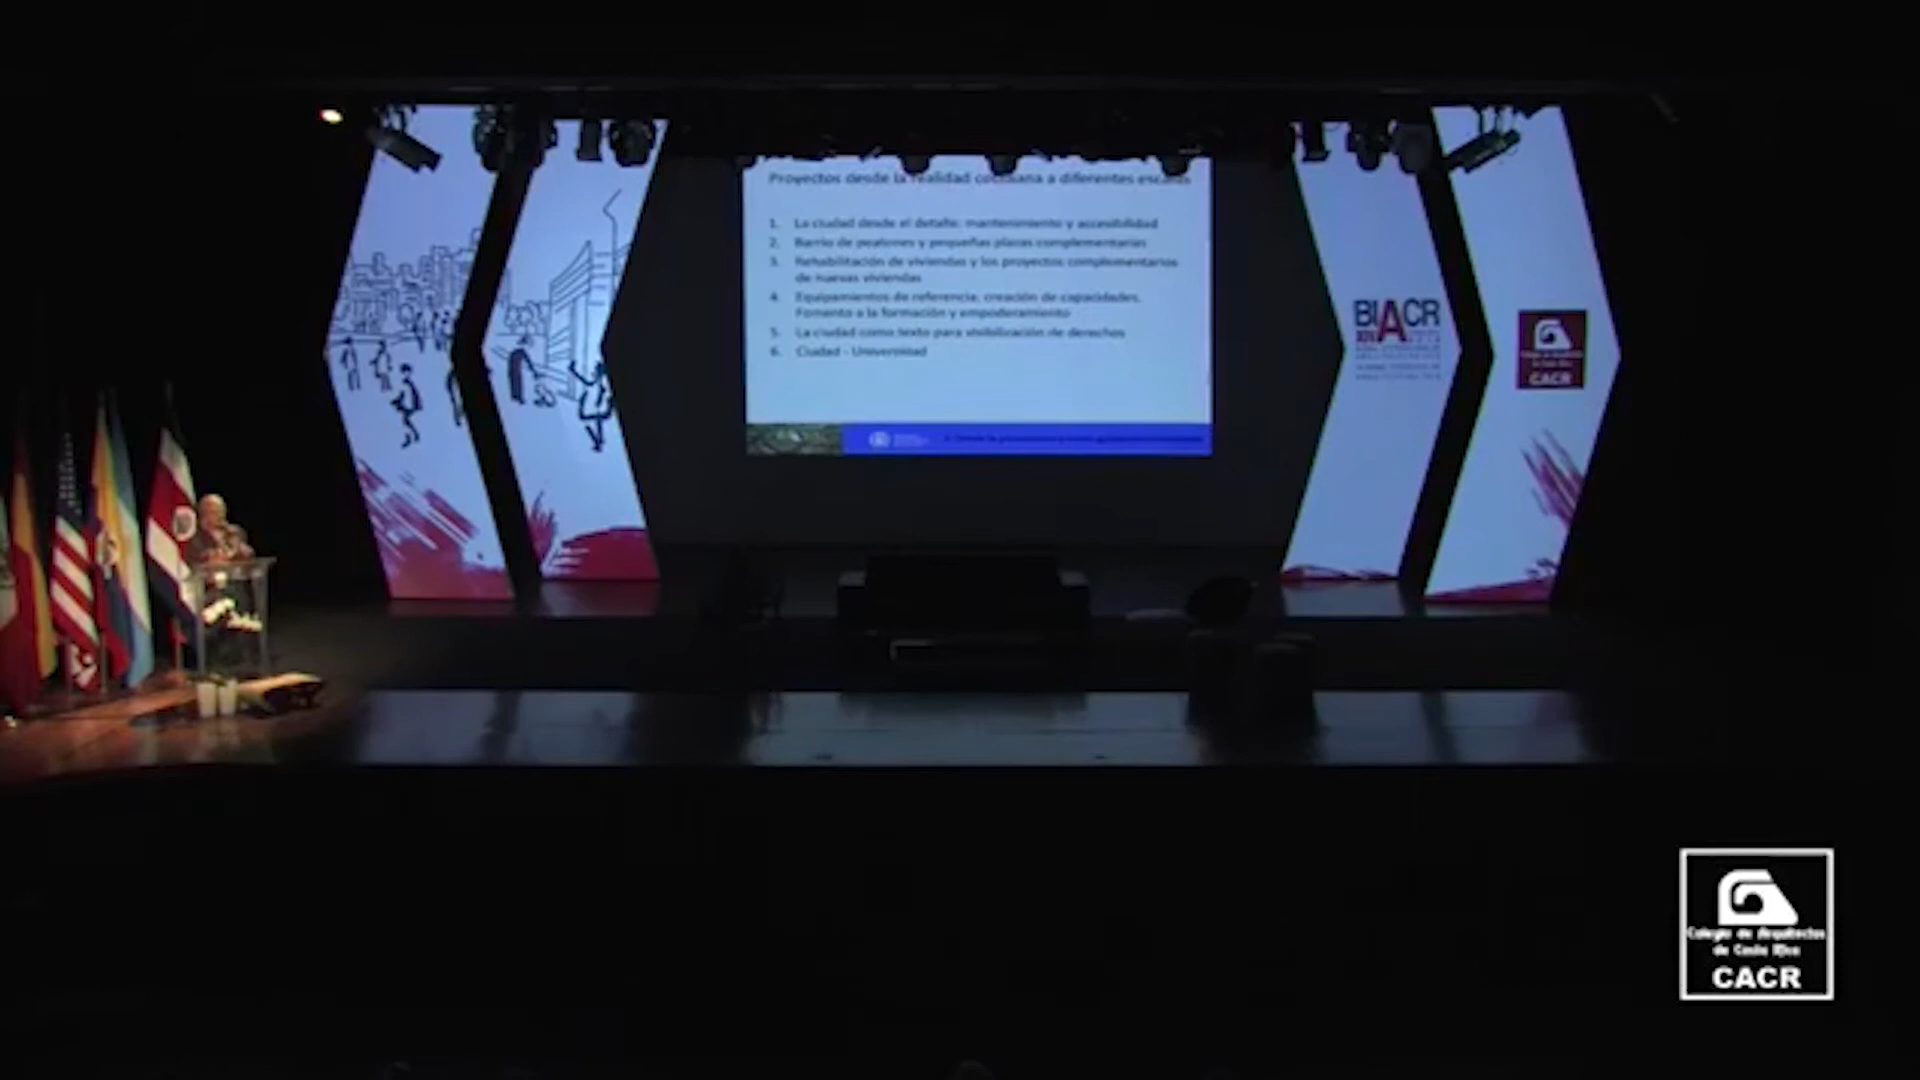 Proyectos desde la realidad cotidiana a diferentes escalas
1. La ciudad desde el detalle: mantenimiento y accesibilidad
2. Barrio de peatones y pequeñas plazas complementarias
3. Rehabilitación de viviendas y los proyectos complementarios
de nuevas viviendas
4. Equipamientos de referencia, creación de capacidades.
Fomento a la formación y empoderamiento
5. La ciudad como texto para visibilización de derechos
6. Ciudad - Universidad
BIACR
CACR
Colegio de Arquitectos
de Costa Rica
CACR